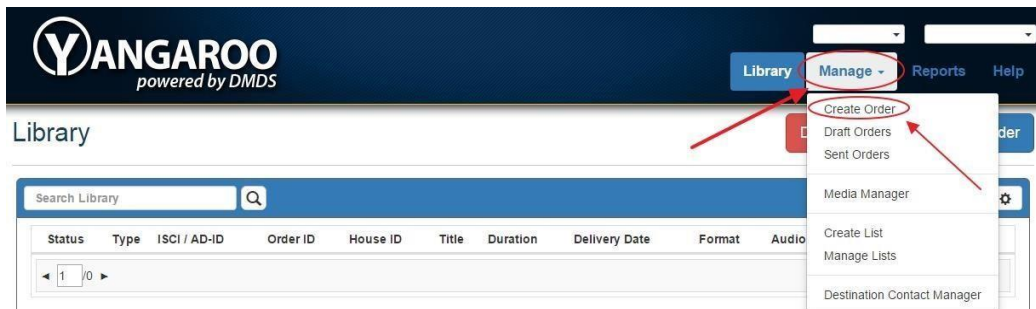 YANGAROO
powered by DMDS
Library Manage Reports Help
Create Order
Draft Orders
Sent Orders
Media Manager
Create List
Manage Lists
Destination Contact Manager
Library
D
der
Search Library
Status Type ISCI / AD-ID Order ID House ID Title Duration Delivery Date Format Audio
1 /0